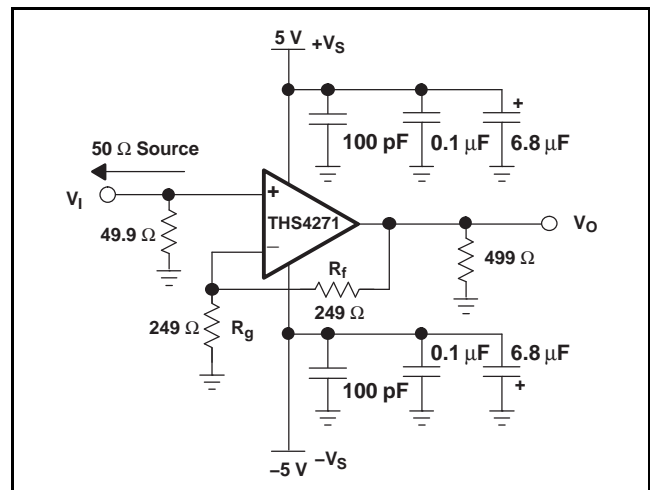 5 V
+VS
+
100 pF
0.1 μF
6.8 μF
50 Ω Source
VI
+
THS4271
−
VO
49.9 Ω
Rf
249 Ω
499 Ω
249 Ω
Rg
0.1 μF
6.8 μF
100 pF
+
−5 V
−VS